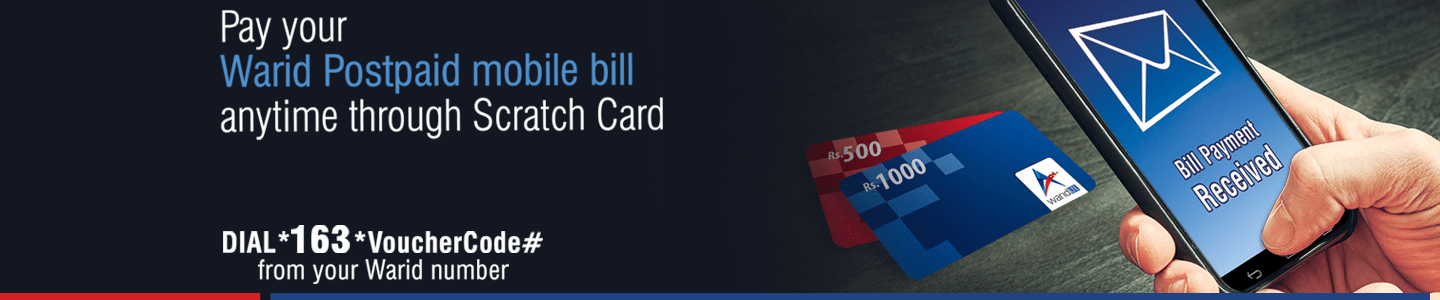 Pay your
Warid Postpaid mobile bill
anytime through Scratch Card
DIAL*163*VoucherCode#
from your Warid number
Rs.500
Rs.1000
warid
Bill Payment
Received